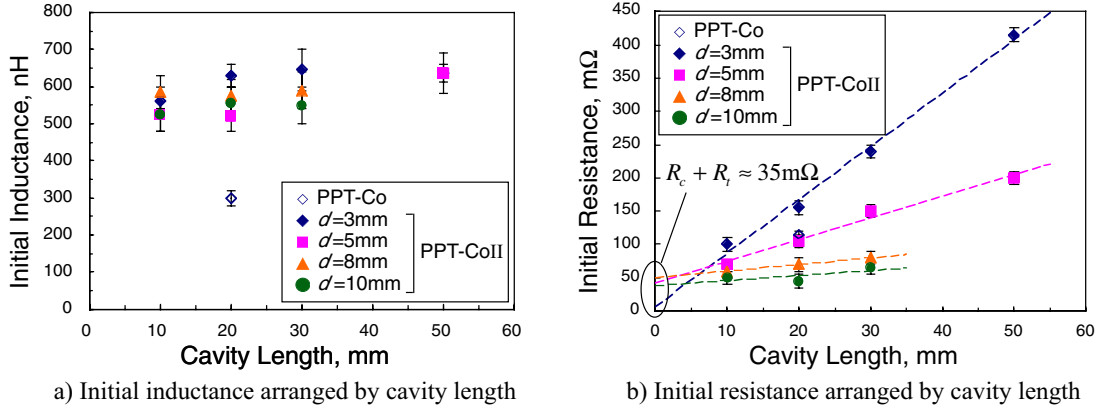 Initial Inductance, nH
800
700
600
500
400
300
200
100
0
PPT-Co
d=3mm
d=5mm
d=8mm
d=10mm
PPT-CoII
0 10 20 30 40 50 60
Cavity Length, mm
a) Initial inductance arranged by cavity length
Initial Resistance, mΩ
450
400
350
300
250
200
150
100
50
0
PPT-Co
d=3mm
d=5mm
d=8mm
d=10mm
PPT-CoII
Rc + Rt ≈ 35mΩ
0 10 20 30 40 50 60
Cavity Length, mm
b) Initial resistance arranged by cavity length